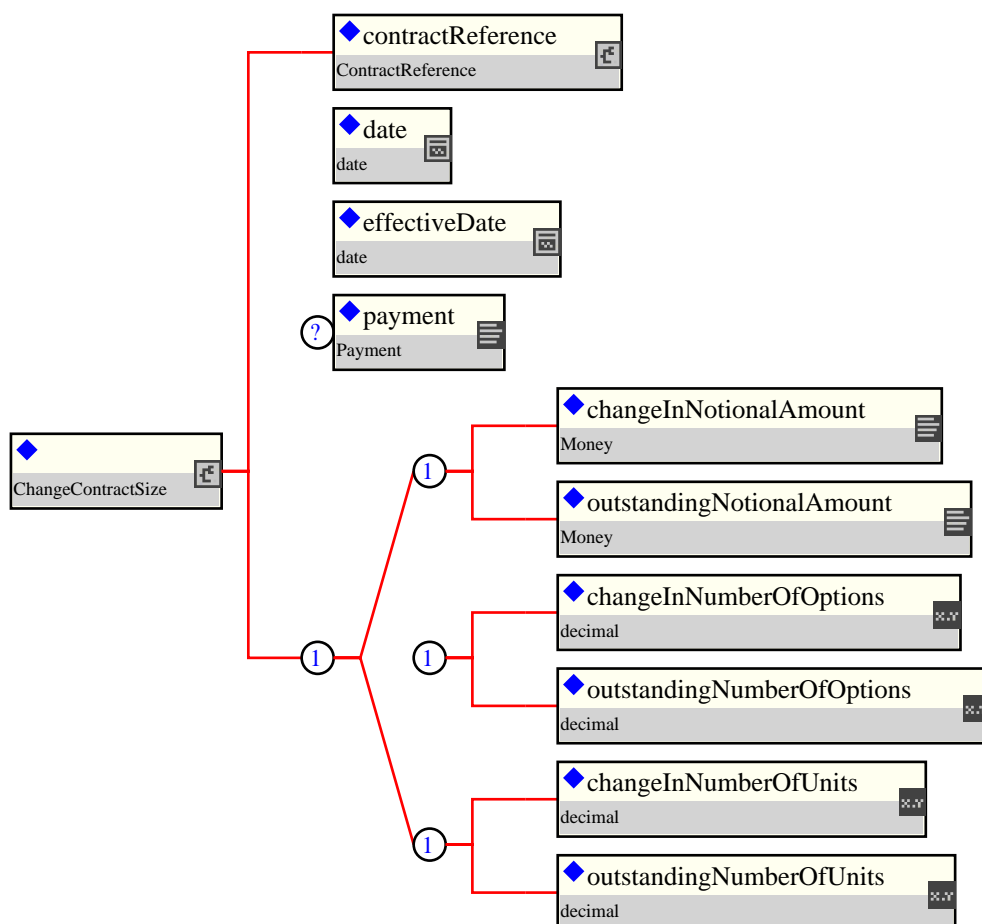 contractReference
ContractReference
date
date
effectiveDate
date
?
payment
Payment
ChangeContractSize
1
changeInNotionalAmount
Money
outstandingNotionalAmount
Money
1
1
changeInNumberOfOptions
decimal
x.y
outstandingNumberOfOptions
decimal
x.y
1
changeInNumberOfUnits
decimal
x.y
outstandingNumberOfUnits
decimal
x.y